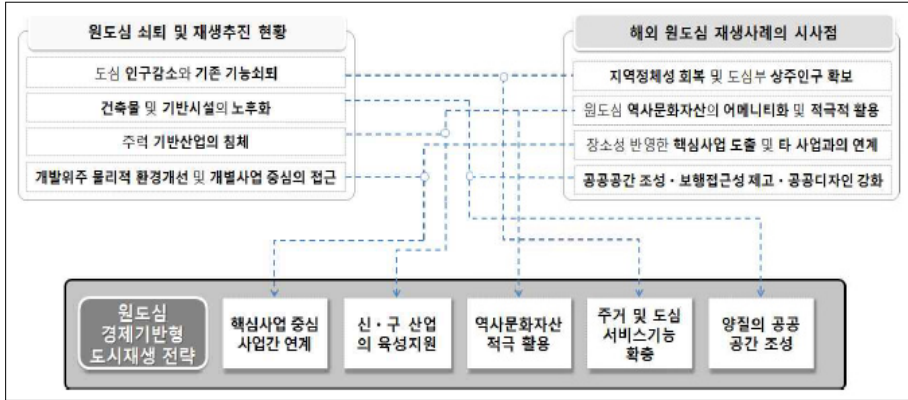 원도심 쇠퇴 및 재생추진 현황
도심 인구감소와 기존 기능쇠퇴
건축물 및 기반시설의 노후화
주력 기반산업의 침체
개발위주 물리적 환경개선 및 개별사업 중심의 접근
해외 원도심 재생사례의 시사점
지역정체성 회복 및 도심부 상주인구 확보
원도심 역사문화자산의 어메니티화 및 적극적 활용
장소성 반영한 핵심사업 도출 및 타 사업과의 연계
공공공간 조성·보행접근성 제고·공공디자인 강화
원도심
경제기반형
도시재생 전략
핵심사업 중심
사업간 연계
신·구 산업
의 육성지원
역사문화자산
적극 활용
주거 및 도심
서비스기능
확충
양질의 공공
공간 조성